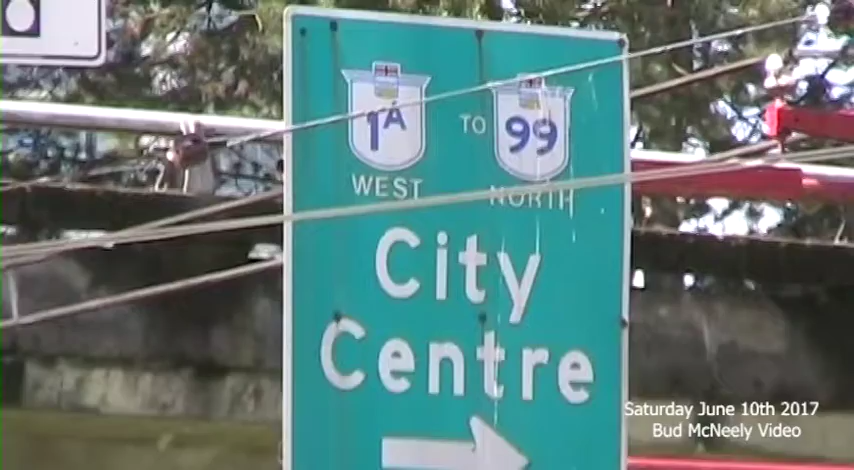 1A TO 99
WEST NORTH
City
Centre
Saturday June 10th 2017
Bud McNeely Video